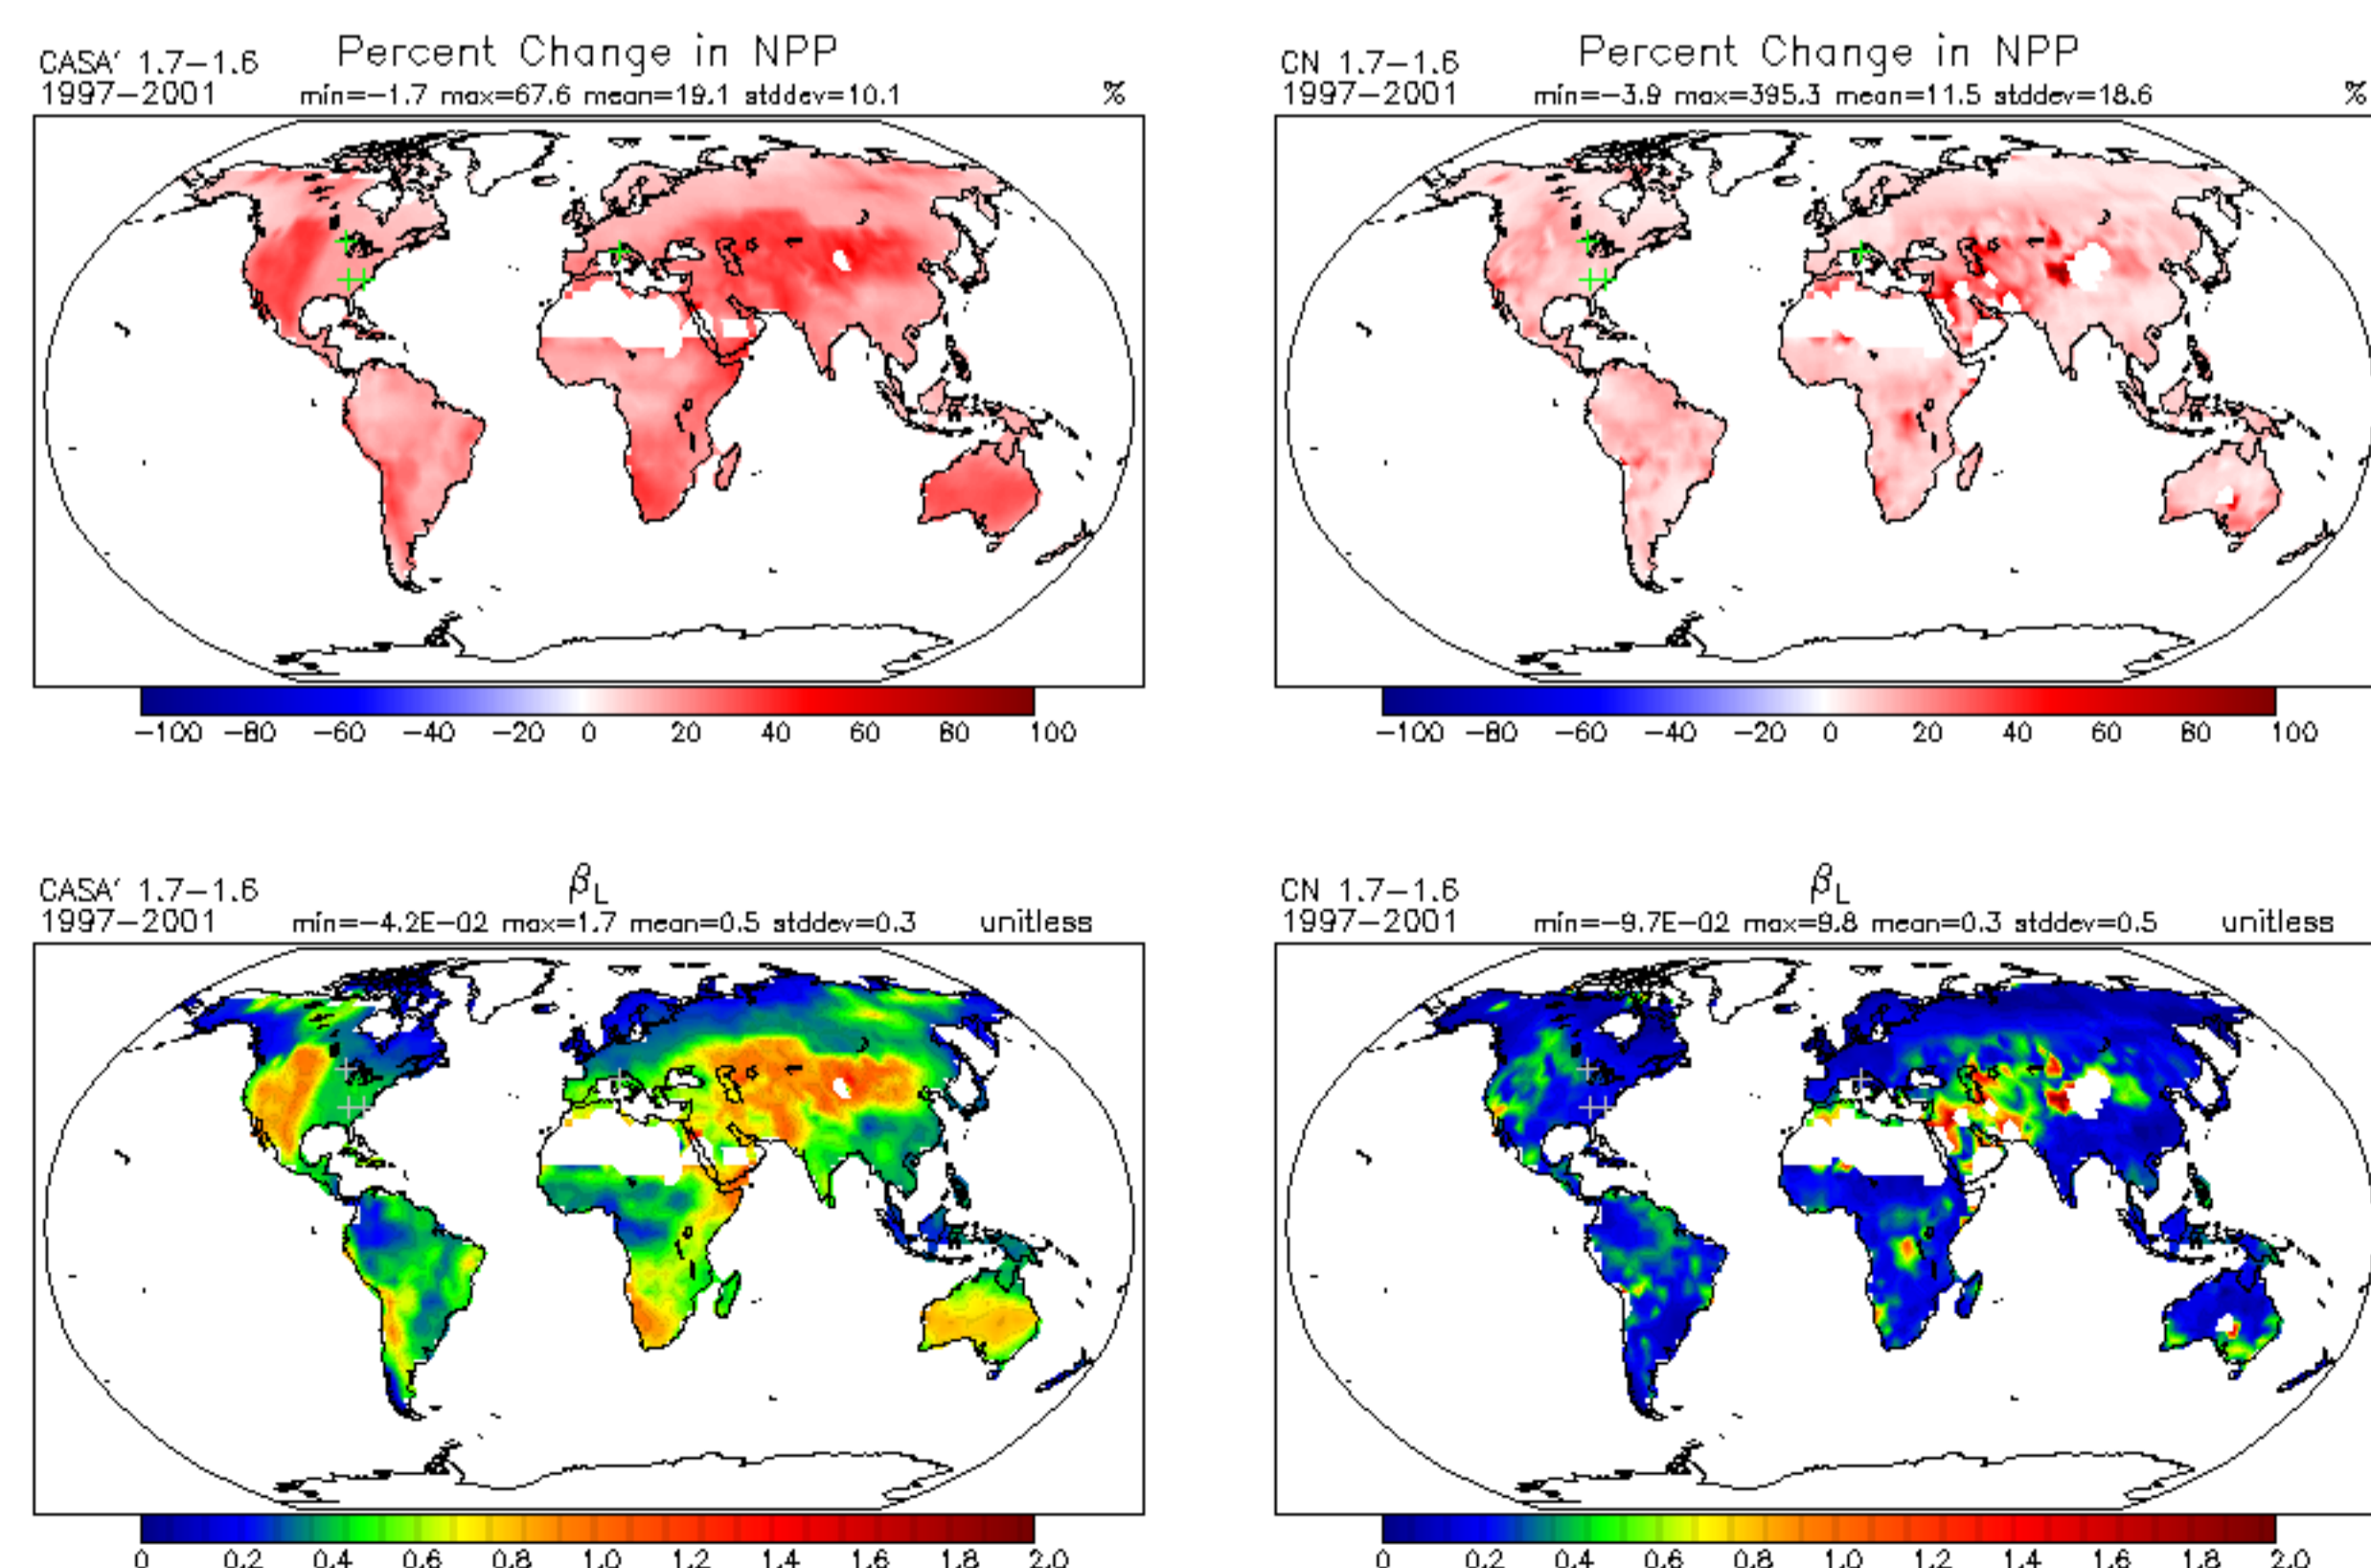 Percent Change in NPP
CASA′ 1.7−1.6
1997−2001
min=−1.7 max=67.6 mean=19.1 stddev=10.1
%
−100 −80 −60 −40 −20 0 20 40 60 80 100
Percent Change in NPP
CN 1.7−1.6
1997−2001
min=−3.9 max=395.3 mean=11.5 stddev=18.6
%
−100 −80 −60 −40 −20 0 20 40 60 80 100
βL
CASA′ 1.7−1.6
1997−2001
min=−4.2E−02 max=1.7 mean=0.5 stddev=0.3
unitless
0 0.2 0.4 0.6 0.8 1.0 1.2 1.4 1.6 1.8 2.0
βL
CN 1.7−1.6
1997−2001
min=−9.7E−02 max=9.8 mean=0.3 stddev=0.5
unitless
0 0.2 0.4 0.6 0.8 1.0 1.2 1.4 1.6 1.8 2.0